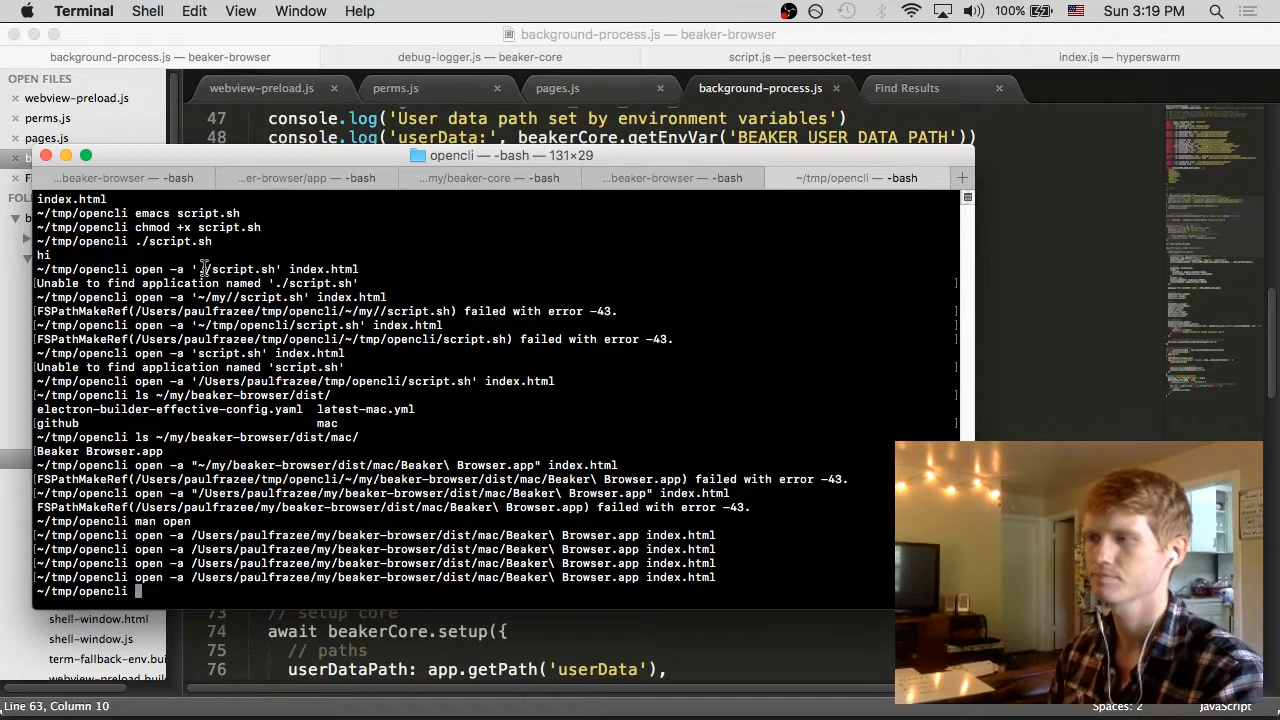 Shell Edit View Window Help 100% Sun 3:19 PM
background-process.js — beaker-browser
background-process.js — beaker-browser debug-logger.js — beaker-core script.js — peersocket-test index.js — hyperswarm
OPEN FILES
webview-preload.js
perms.js
pages.js
webview-preload.js perms.js pages.js background-process.js Find Results
47 console.log('User data path set by environment variables')
48 console.log('userData', beakerCore.getEnvVar('BEAKER_USER_DATA_PATH'))
opencli — -bash — 131×29
...beaker-browser — -bash ...er-browser/app — -bash ...my/beake — -bash ...beaker-browser — -bash ~/tmp/opencli — -bash
index.html
~/tmp/opencli emacs script.sh
~/tmp/opencli chmod +x script.sh
~/tmp/opencli ./script.sh
hi
~/tmp/opencli open -a './script.sh' index.html
Unable to find application named './script.sh'
~/tmp/opencli open -a '~/my//script.sh' index.html
FSPathMakeRef(/Users/paulfrazee/tmp/opencli/~/my//script.sh) failed with error -43.
~/tmp/opencli open -a '~/tmp/opencli/script.sh' index.html
FSPathMakeRef(/Users/paulfrazee/tmp/opencli/~/tmp/opencli/script.sh) failed with error -43.
~/tmp/opencli open -a 'script.sh' index.html
Unable to find application named 'script.sh'
~/tmp/opencli open -a '/Users/paulfrazee/tmp/opencli/script.sh' index.html
~/tmp/opencli ls ~/my/beaker-browser/dist/
electron-builder-effective-config.yaml latest-mac.yml
github mac
~/tmp/opencli ls ~/my/beaker-browser/dist/mac/
Beaker Browser.app
~/tmp/opencli open -a "~/my/beaker-browser/dist/mac/Beaker\ Browser.app" index.html
FSPathMakeRef(/Users/paulfrazee/tmp/opencli/~/my/beaker-browser/dist/mac/Beaker\ Browser.app) failed with error -43.
~/tmp/opencli open -a "/Users/paulfrazee/my/beaker-browser/dist/mac/Beaker\ Browser.app" index.html
FSPathMakeRef(/Users/paulfrazee/my/beaker-browser/dist/mac/Beaker\ Browser.app) failed with error -43.
~/tmp/opencli man open
~/tmp/opencli open -a /Users/paulfrazee/my/beaker-browser/dist/mac/Beaker\ Browser.app index.html
~/tmp/opencli open -a /Users/paulfrazee/my/beaker-browser/dist/mac/Beaker\ Browser.app index.html
~/tmp/opencli open -a /Users/paulfrazee/my/beaker-browser/dist/mac/Beaker\ Browser.app index.html
~/tmp/opencli open -a /Users/paulfrazee/my/beaker-browser/dist/mac/Beaker\ Browser.app index.html
~/tmp/opencli
shell-window.html
shell-window.js
term-fallback-env.bui
73 // setup core
74 await beakerCore.setup({
75 // paths
76 userDataPath: app.getPath('userData'),
Line 63, Column 10 Spaces: 2 JavaScript